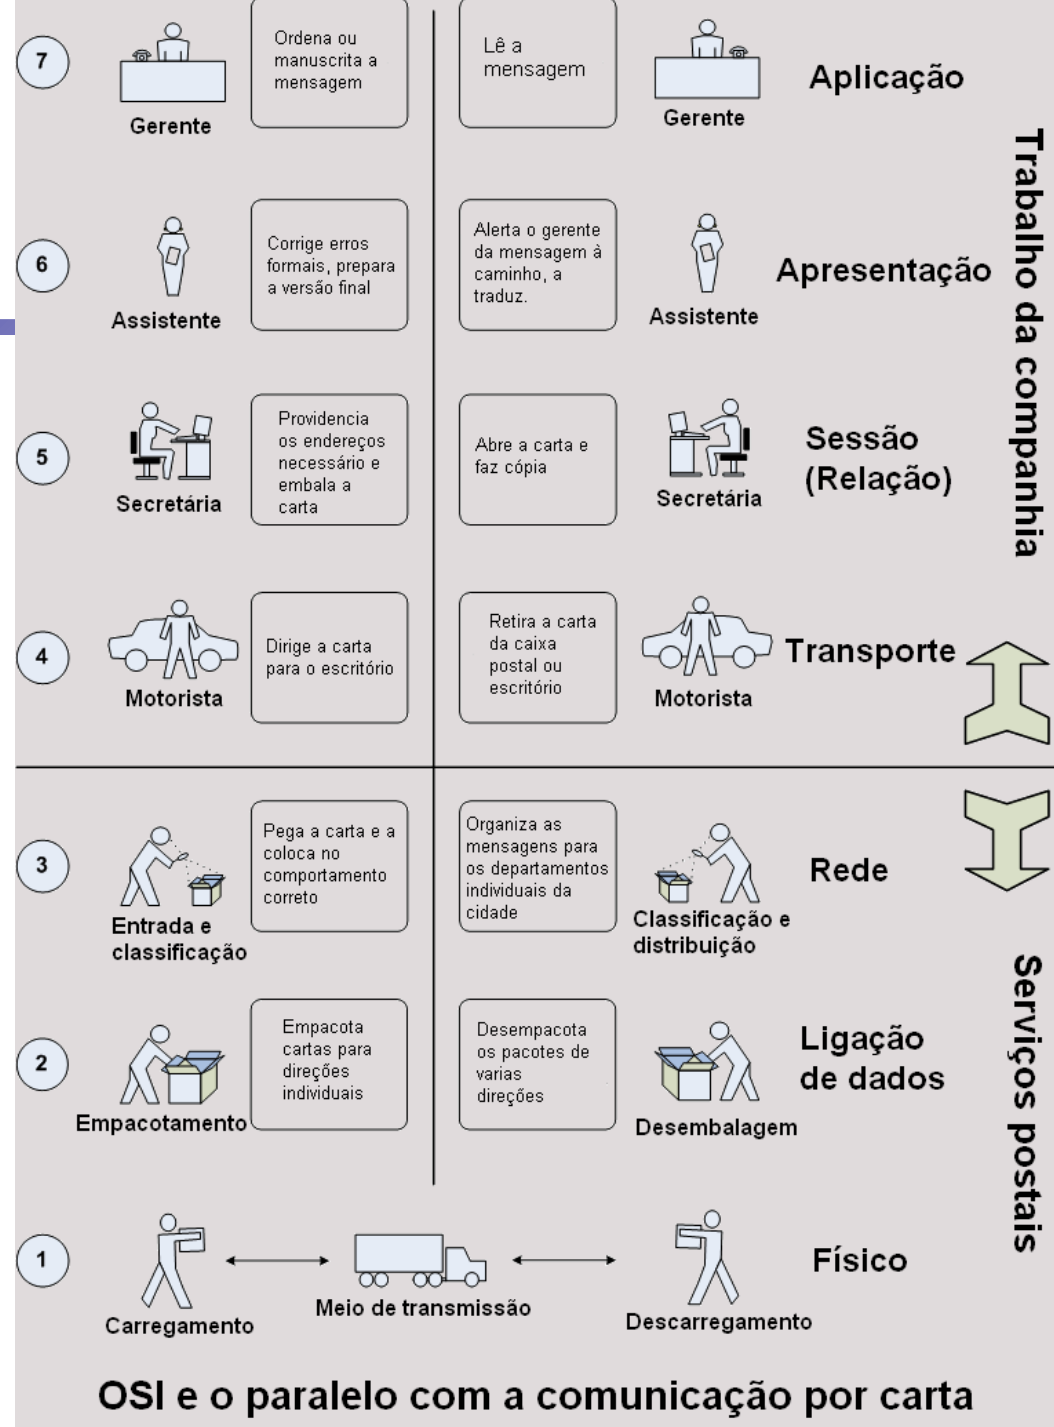 7
Ordena ou
manuscrita a
mensagem
Gerente
Lê a
mensagem
Gerente
Aplicação
6
Corrige erros
formais, prepara
a versão final
Assistente
Alerta o gerente
da mensagem à
caminho, a
traduz.
Assistente
Apresentação
5
Providencia
os endereços
necessário e
embala a
carta
Secretária
Abre a carta e
faz cópia
Secretária
Sessão
(Relação)
Trabalho da companhia
4
Dirige a carta
para o escritório
Motorista
Retira a carta
da caixa
postal ou
escritório
Motorista
Transporte
3
Pega a carta e a
coloca no
comportamento
correto
Entrada e
classificação
Organiza as
mensagens para
os departamentos
individuais da
cidade
Classificação e
distribuição
Rede
2
Empacota
cartas para
direções
individuais
Empacotamento
Desempacota
os pacotes de
varias
direções
Desembalagem
Ligação
de dados
Serviços postais
1
Carregamento
Meio de transmissão
Descarregamento
Físico
OSI e o paralelo com a comunicação por carta